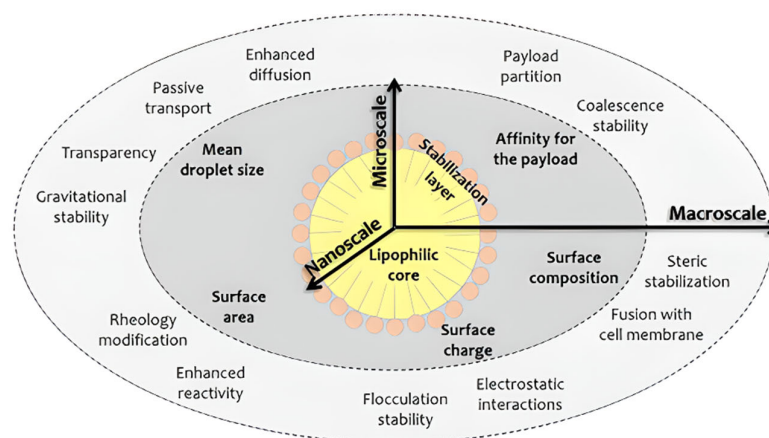 Enhanced
diffusion
Payload
partition
Passive
transport
Coalescence
stability
Transparency
Mean
droplet size
Microscale
Stabilization
layer
Affinity for
the payload
Gravitational
stability
Macroscale
Nanoscale
Lipophilic
core
Surface
composition
Steric
stabilization
Surface
area
Rheology
modification
Surface
charge
Fusion with
cell membrane
Enhanced
reactivity
Flocculation
stability
Electrostatic
interactions